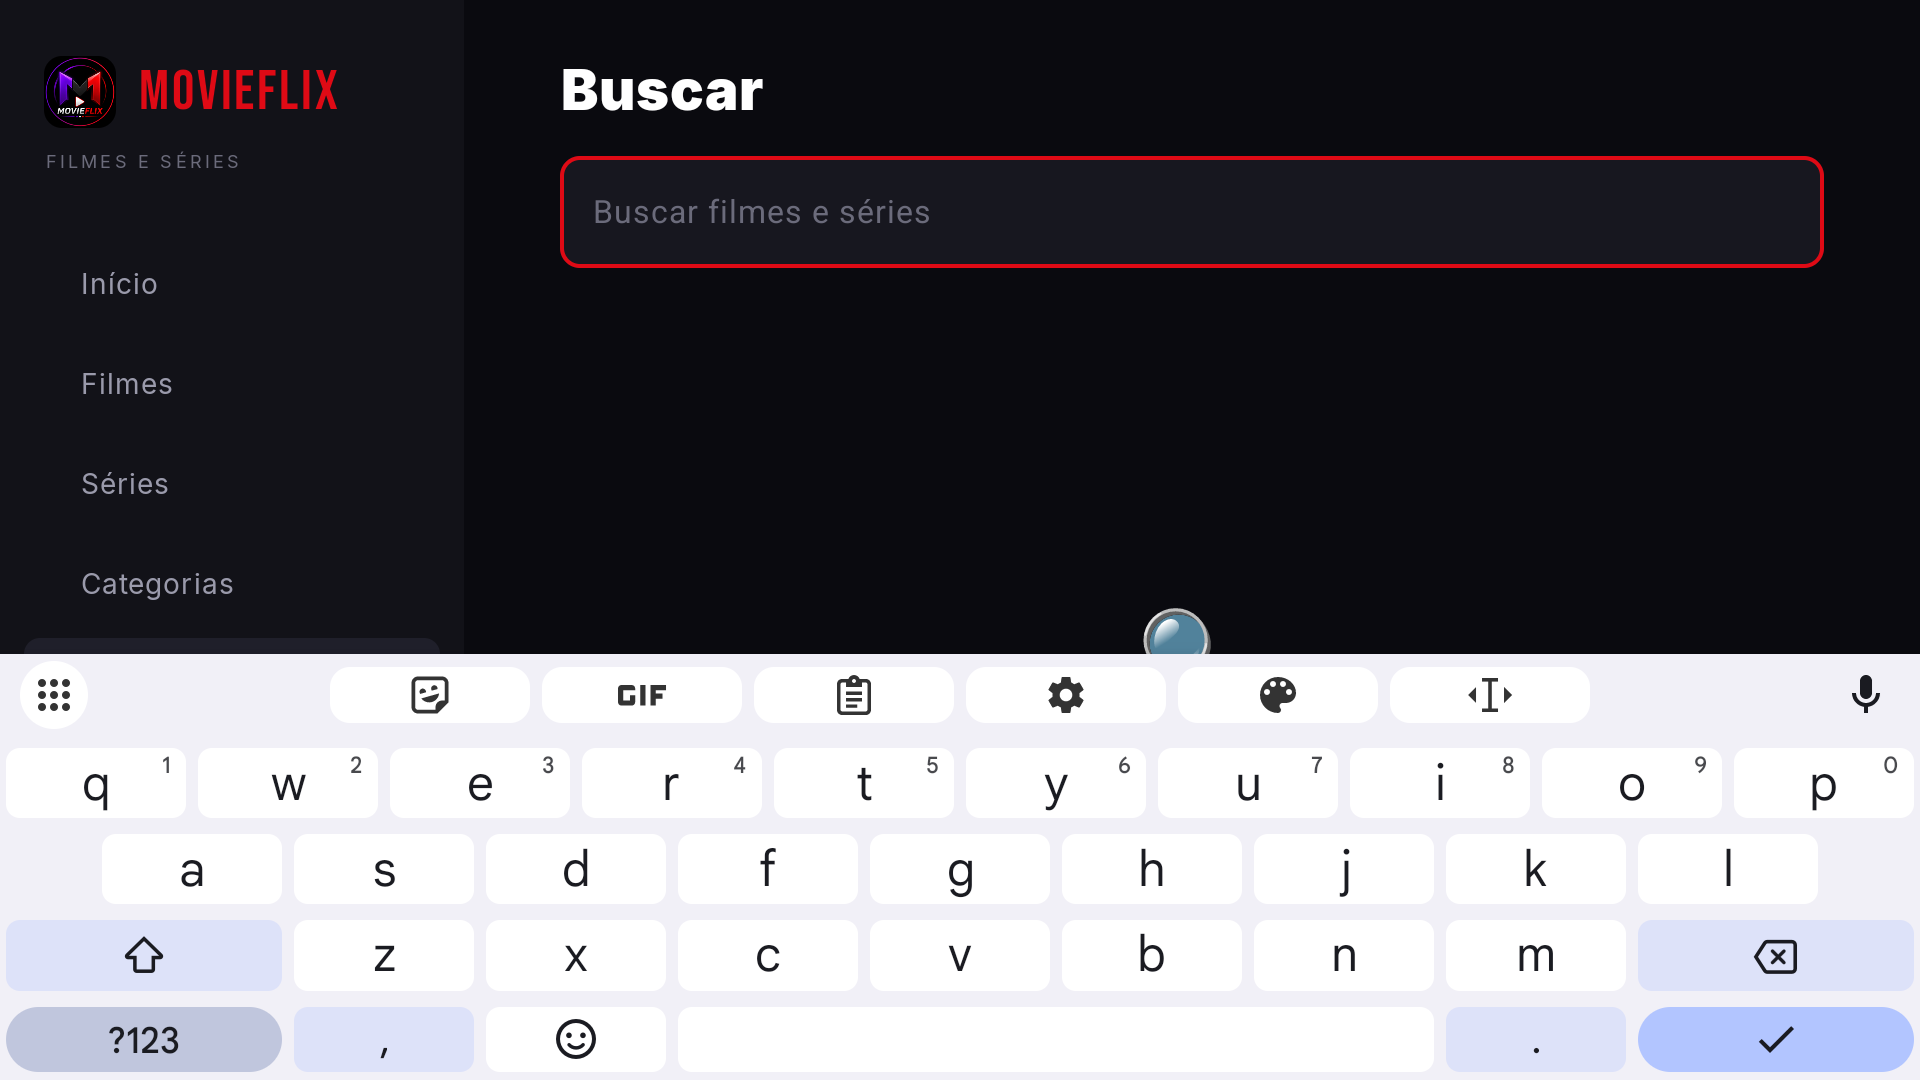 MOVIEFLIX
MOVIEFLIX
FILMES E SÉRIES
Início
Filmes
Séries
Categorias
Buscar
Buscar filmes e séries
GIF
q 1 w 2 e 3 r 4 t 5 y 6 u 7 i 8 o 9 p 0
a s d f g h j k l
z x c v b n m
?123 , .